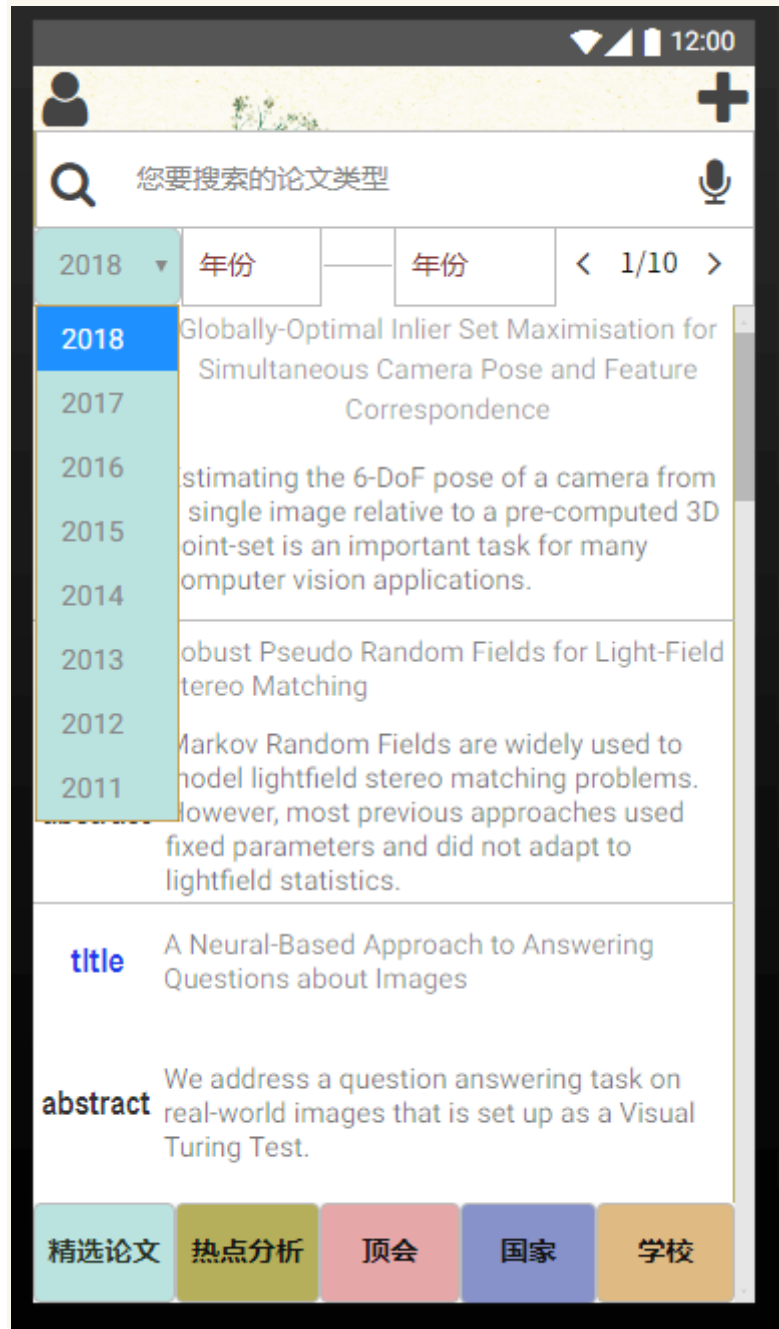 12:00
您要搜索的论文类型
2018 年份 年份 1/10
2018
2017
2016
2015
2014
2013
2012
2011
Globally-Optimal Inlier Set Maximisation for
Simultaneous Camera Pose and Feature
Correspondence
stimating the 6-DoF pose of a camera from
single image relative to a pre-computed 3D
oint-set is an important task for many
omputer vision applications.
obust Pseudo Random Fields for Light-Field
tereo Matching
Markov Random Fields are widely used to
model lightfield stereo matching problems.
However, most previous approaches used
fixed parameters and did not adapt to
lightfield statistics.
tltle
A Neural-Based Approach to Answering
Questions about Images
abstract
We address a question answering task on
real-world images that is set up as a Visual
Turing Test.
精选论文 热点分析 顶会 国家 学校